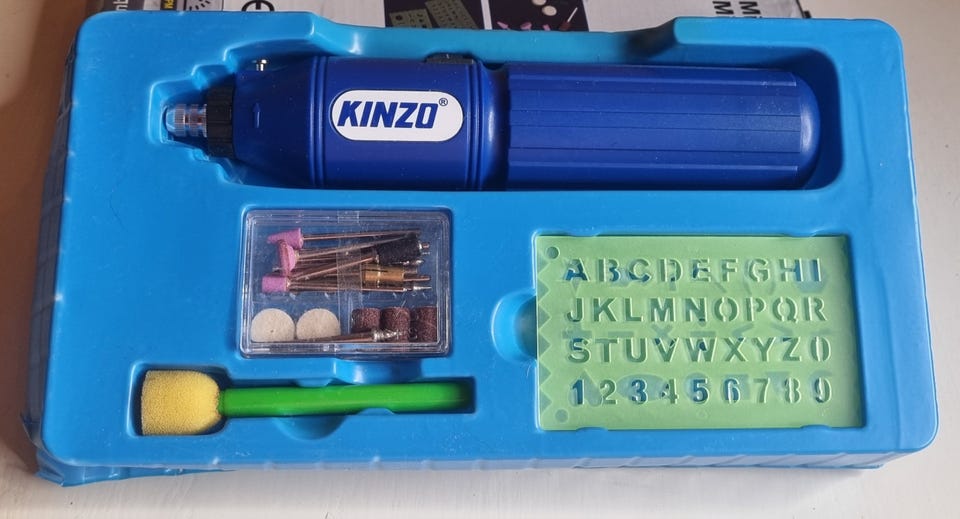 KINZO®
ABCDEFGHI
JKLMNOPQR
STUVWXYZ0
123456789